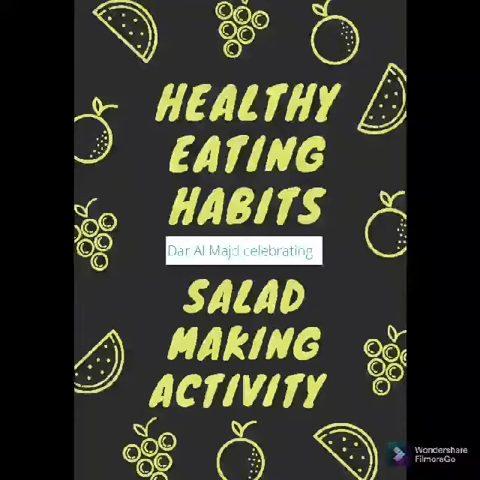 HEALTHY
EATING
HABITS
Dar Al Majd celebrating
SALAD
MAKING
ACTIVITY
Wondershare
FilmoraGo